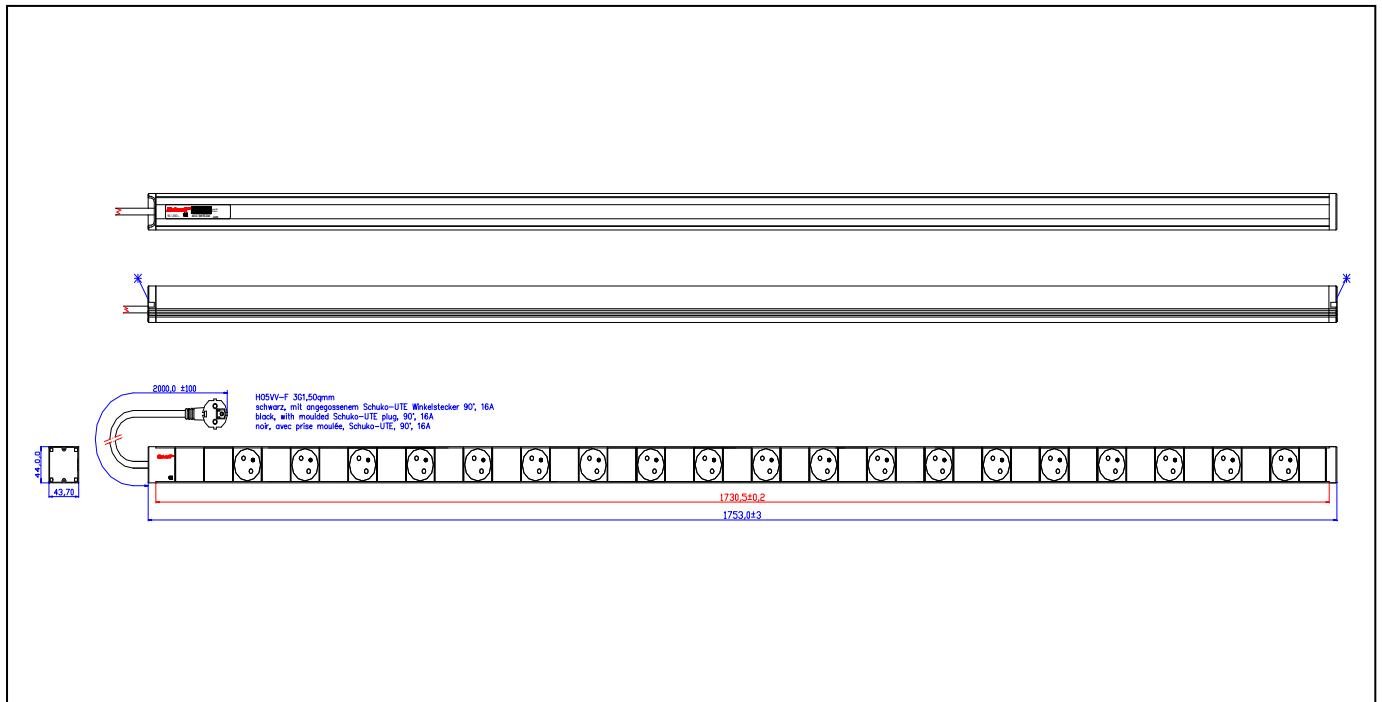 2000,0 ±100
H05VV-F 3G1,50qmm
schwarz, mit angegossenem Schuko-UTE Winkelstecker 90°, 16A
black, with moulded Schuko-UTE plug, 90°, 16A
noir, avec prise moulée, Schuko-UTE, 90°, 16A
44,0,0
43,70
1730,5±0,2
1753,0±3